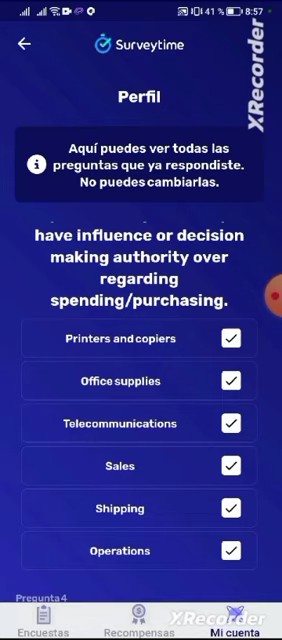 41 % 8:57
Surveytime
XRecorder
Perfil
Aquí puedes ver todas las
preguntas que ya respondiste.
No puedes cambiarlas.
have influence or decision
making authority over
regarding
spending/purchasing.
Printers and copiers
Office supplies
Telecommunications
Sales
Shipping
Operations
Pregunta 4
Encuestas
Recompensas
Mi cuenta
XRecorder